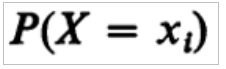 P(X = xᵢ)